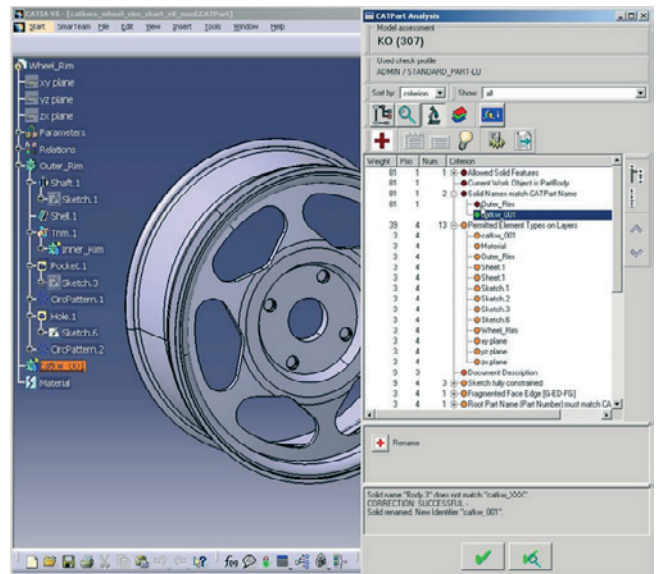 CATIA V5 - [catkwa_wheel_rim_start_r8_mod.CATPart]
Start SmarTeam File Edit View Insert Tools Window Help
Wheel_Rim
xy plane
yz plane
zx plane
Parameters
Relations
Outer_Rim
Shaft.1
Sketch.1
Shell.1
Trim.1
Inner_Rim
Pocket.1
Sketch.3
CircPattern.1
Hole.1
Sketch.6
CircPattern.2
catkw_001
Material
CATPart Analysis
Model assessment
KO (307)
Used check profile
ADMIN / STANDARD_PART-LU
Sort by criterion Show all
Weight Prio Num. Criterion
81 1 1 Allowed Solid Features
81 1 Current Work Object is PartBody
81 1 2 Solid Names match CATPart Name
81 1 Outer_Rim
catkw_001
39 4 13 Permitted Element Types on Layers
3 4 catkw_001
3 4 Material
3 4 Outer_Rim
3 4 Sheet.1
3 4 Sheet.1
3 4 Sketch.1
3 4 Sketch.2
3 4 Sketch.3
3 4 Sketch.6
3 4 Wheel_Rim
3 4 xy plane
3 4 yz plane
3 4 zx plane
9 3 Document Description
9 4 3 Sketch fully constrained
3 4 1 Fragmented Face Edge [G-ED-FG]
3 4 1 Root Part Name (Part Number) must match CA
Rename
Solid name "Body.3" does not match "catkw_XXX".
CORRECTION: SUCCESSFUL -
Solid renamed. New Identifier "catkw_001".
f(x)